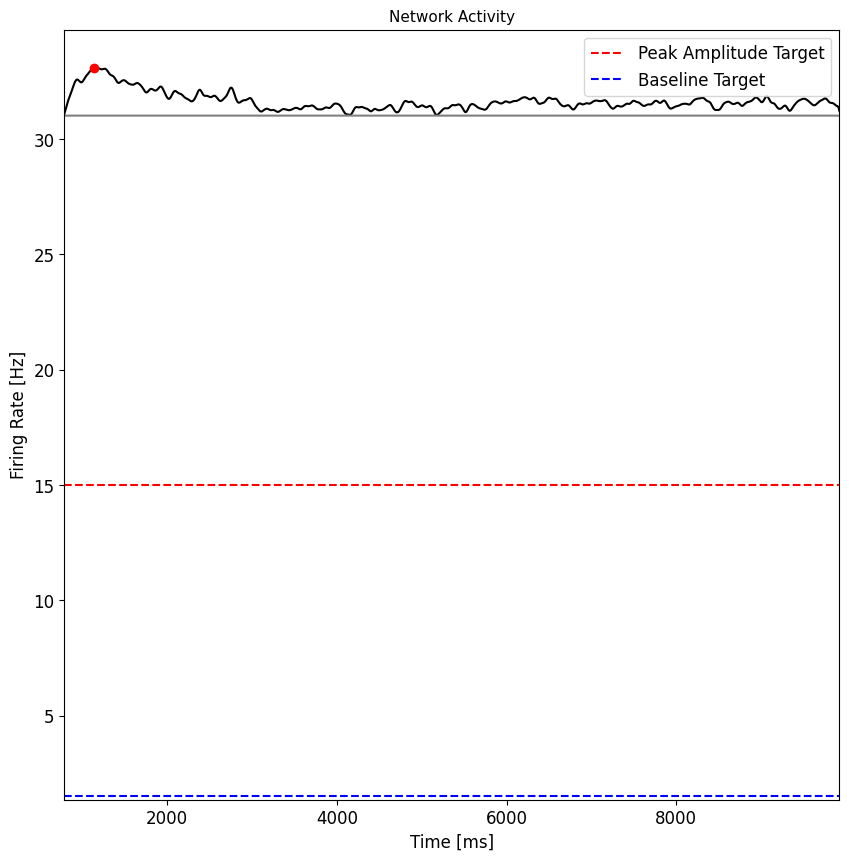 Network Activity
Peak Amplitude Target
Baseline Target
Firing Rate [Hz]
30
25
20
15
10
5
2000 4000 6000 8000
Time [ms]